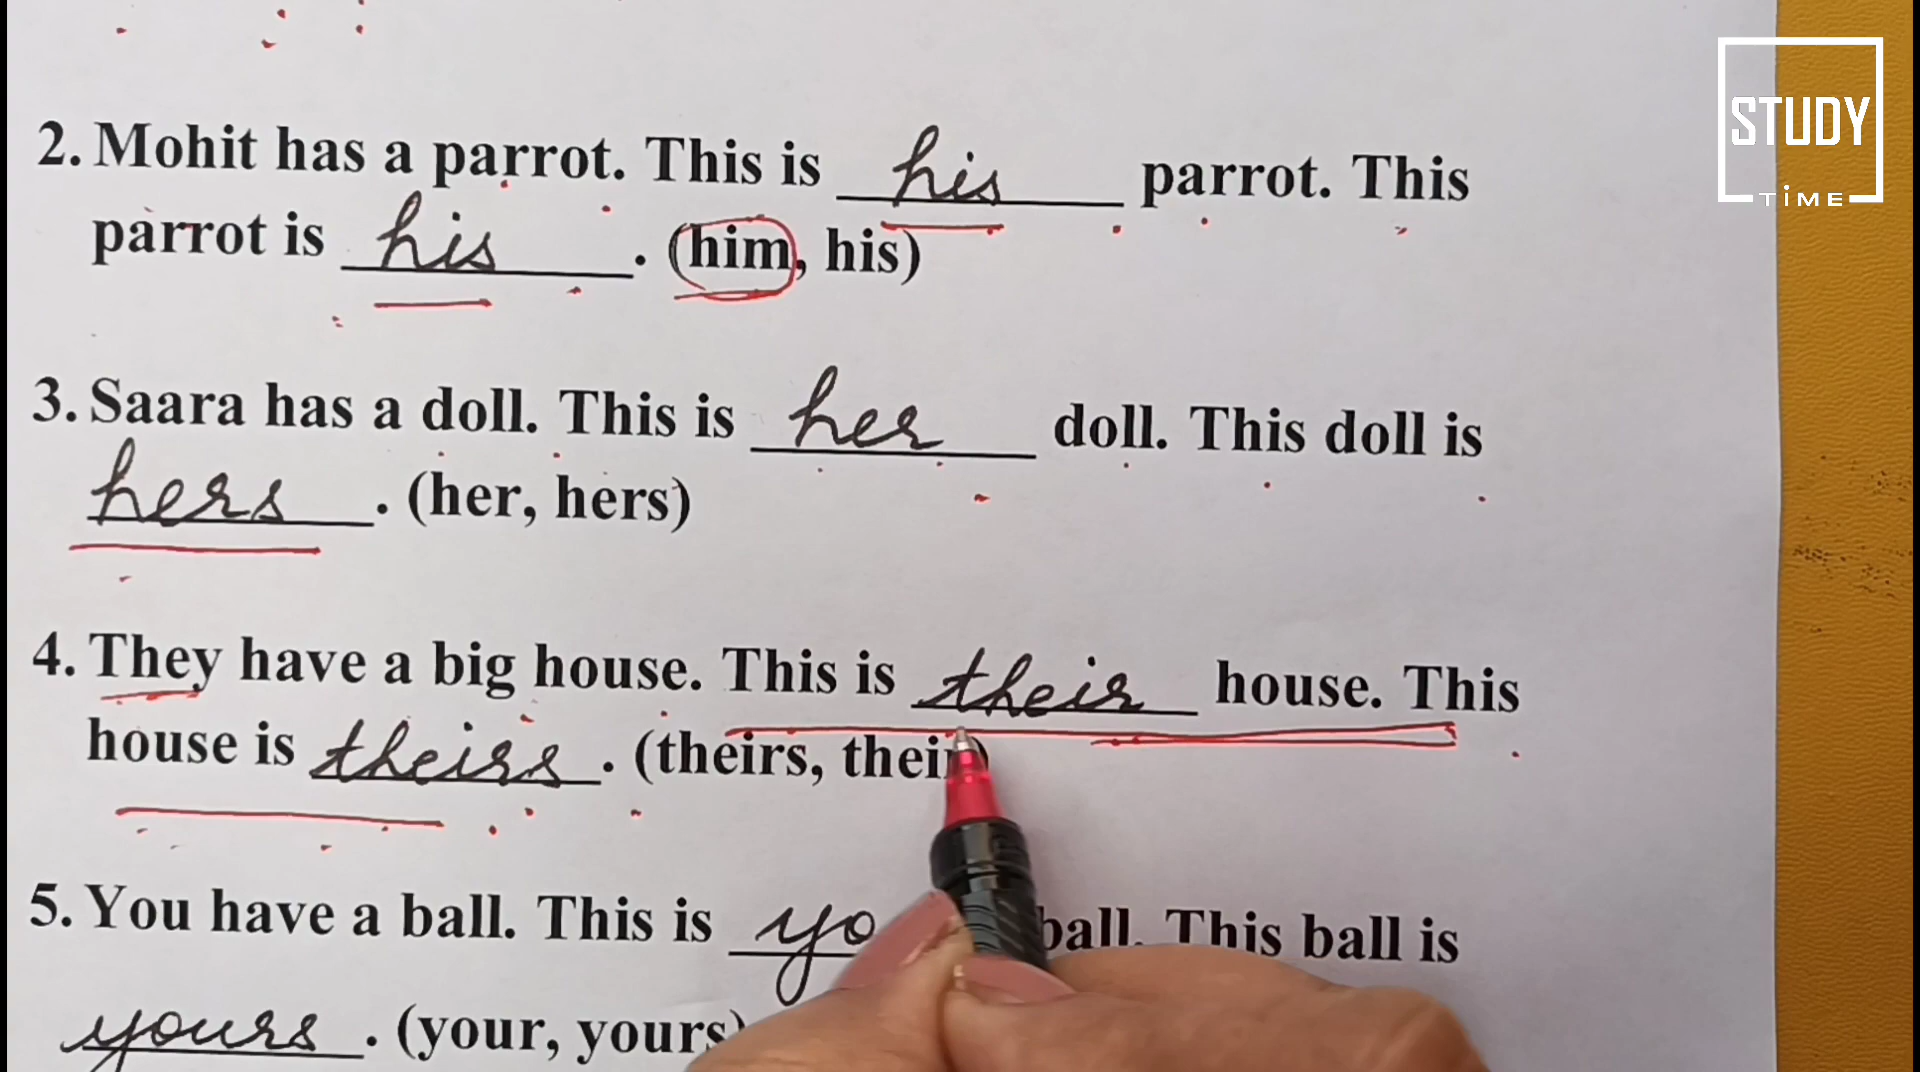 STUDY
TiME
2. Mohit has a parrot. This is his parrot. This
parrot is his. (him, his)
3. Saara has a doll. This is her doll. This doll is
hers. (her, hers)
4. They have a big house. This is their house. This
house is theirs. (theirs, their)
5. You have a ball. This is yo ball. This ball is
yours. (your, yours)